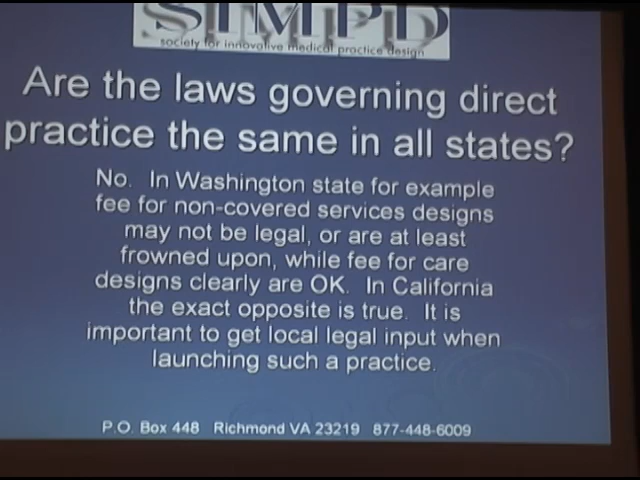 SIMPD
society for innovative medical practice design
Are the laws governing direct
practice the same in all states?
No. In Washington state for example
fee for non-covered services designs
may not be legal, or are at least
frowned upon, while fee for care
designs clearly are OK. In California
the exact opposite is true. It is
important to get local legal input when
launching such a practice.
P.O. Box 448 Richmond VA 23219 877-448-6009